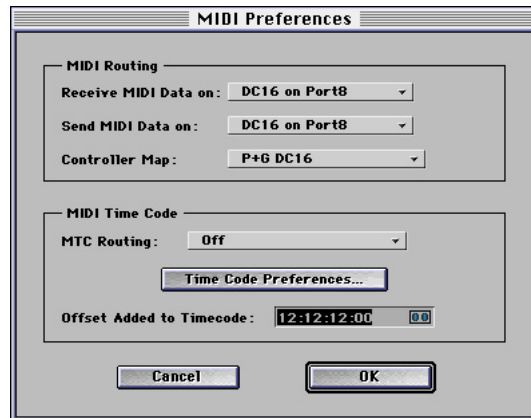 MIDI Preferences
MIDI Routing
Receive MIDI Data on: DC16 on Port8
Send MIDI Data on: DC16 on Port8
Controller Map: P+G DC16
MIDI Time Code
MTC Routing: Off
Time Code Preferences...
Offset Added to Timecode: 12:12:12:00 00
Cancel OK